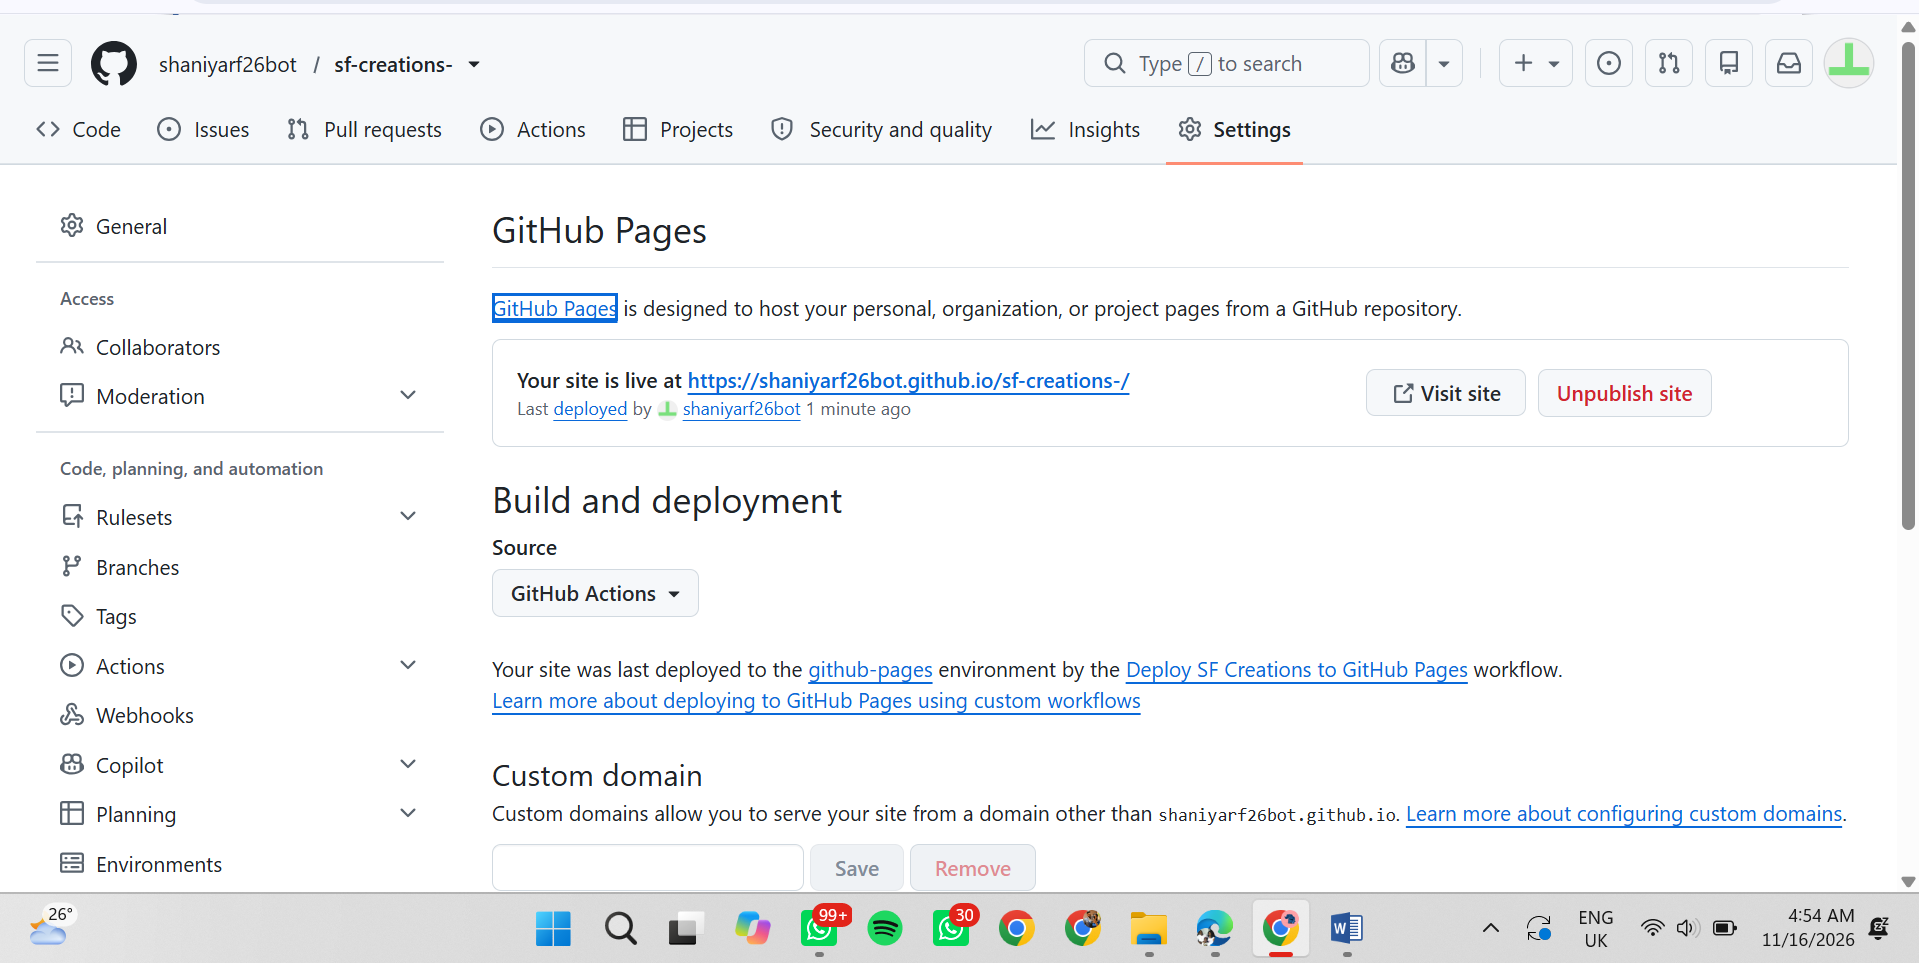 shaniyarf26bot / sf-creations-
Type / to search
Code Issues Pull requests Actions Projects Security and quality Insights Settings
General
Access
Collaborators
Moderation
Code, planning, and automation
Rulesets
Branches
Tags
Actions
Webhooks
Copilot
Planning
Environments
GitHub Pages
GitHub Pages is designed to host your personal, organization, or project pages from a GitHub repository.
Your site is live at https://shaniyarf26bot.github.io/sf-creations-/
Last deployed by shaniyarf26bot 1 minute ago
Visit site
Unpublish site
Build and deployment
Source
GitHub Actions
Your site was last deployed to the github-pages environment by the Deploy SF Creations to GitHub Pages workflow.
Learn more about deploying to GitHub Pages using custom workflows
Custom domain
Custom domains allow you to serve your site from a domain other than shaniyarf26bot.github.io. Learn more about configuring custom domains.
Save
Remove
26°
99+
30
W
ENG
UK
4:54 AM
11/16/2026